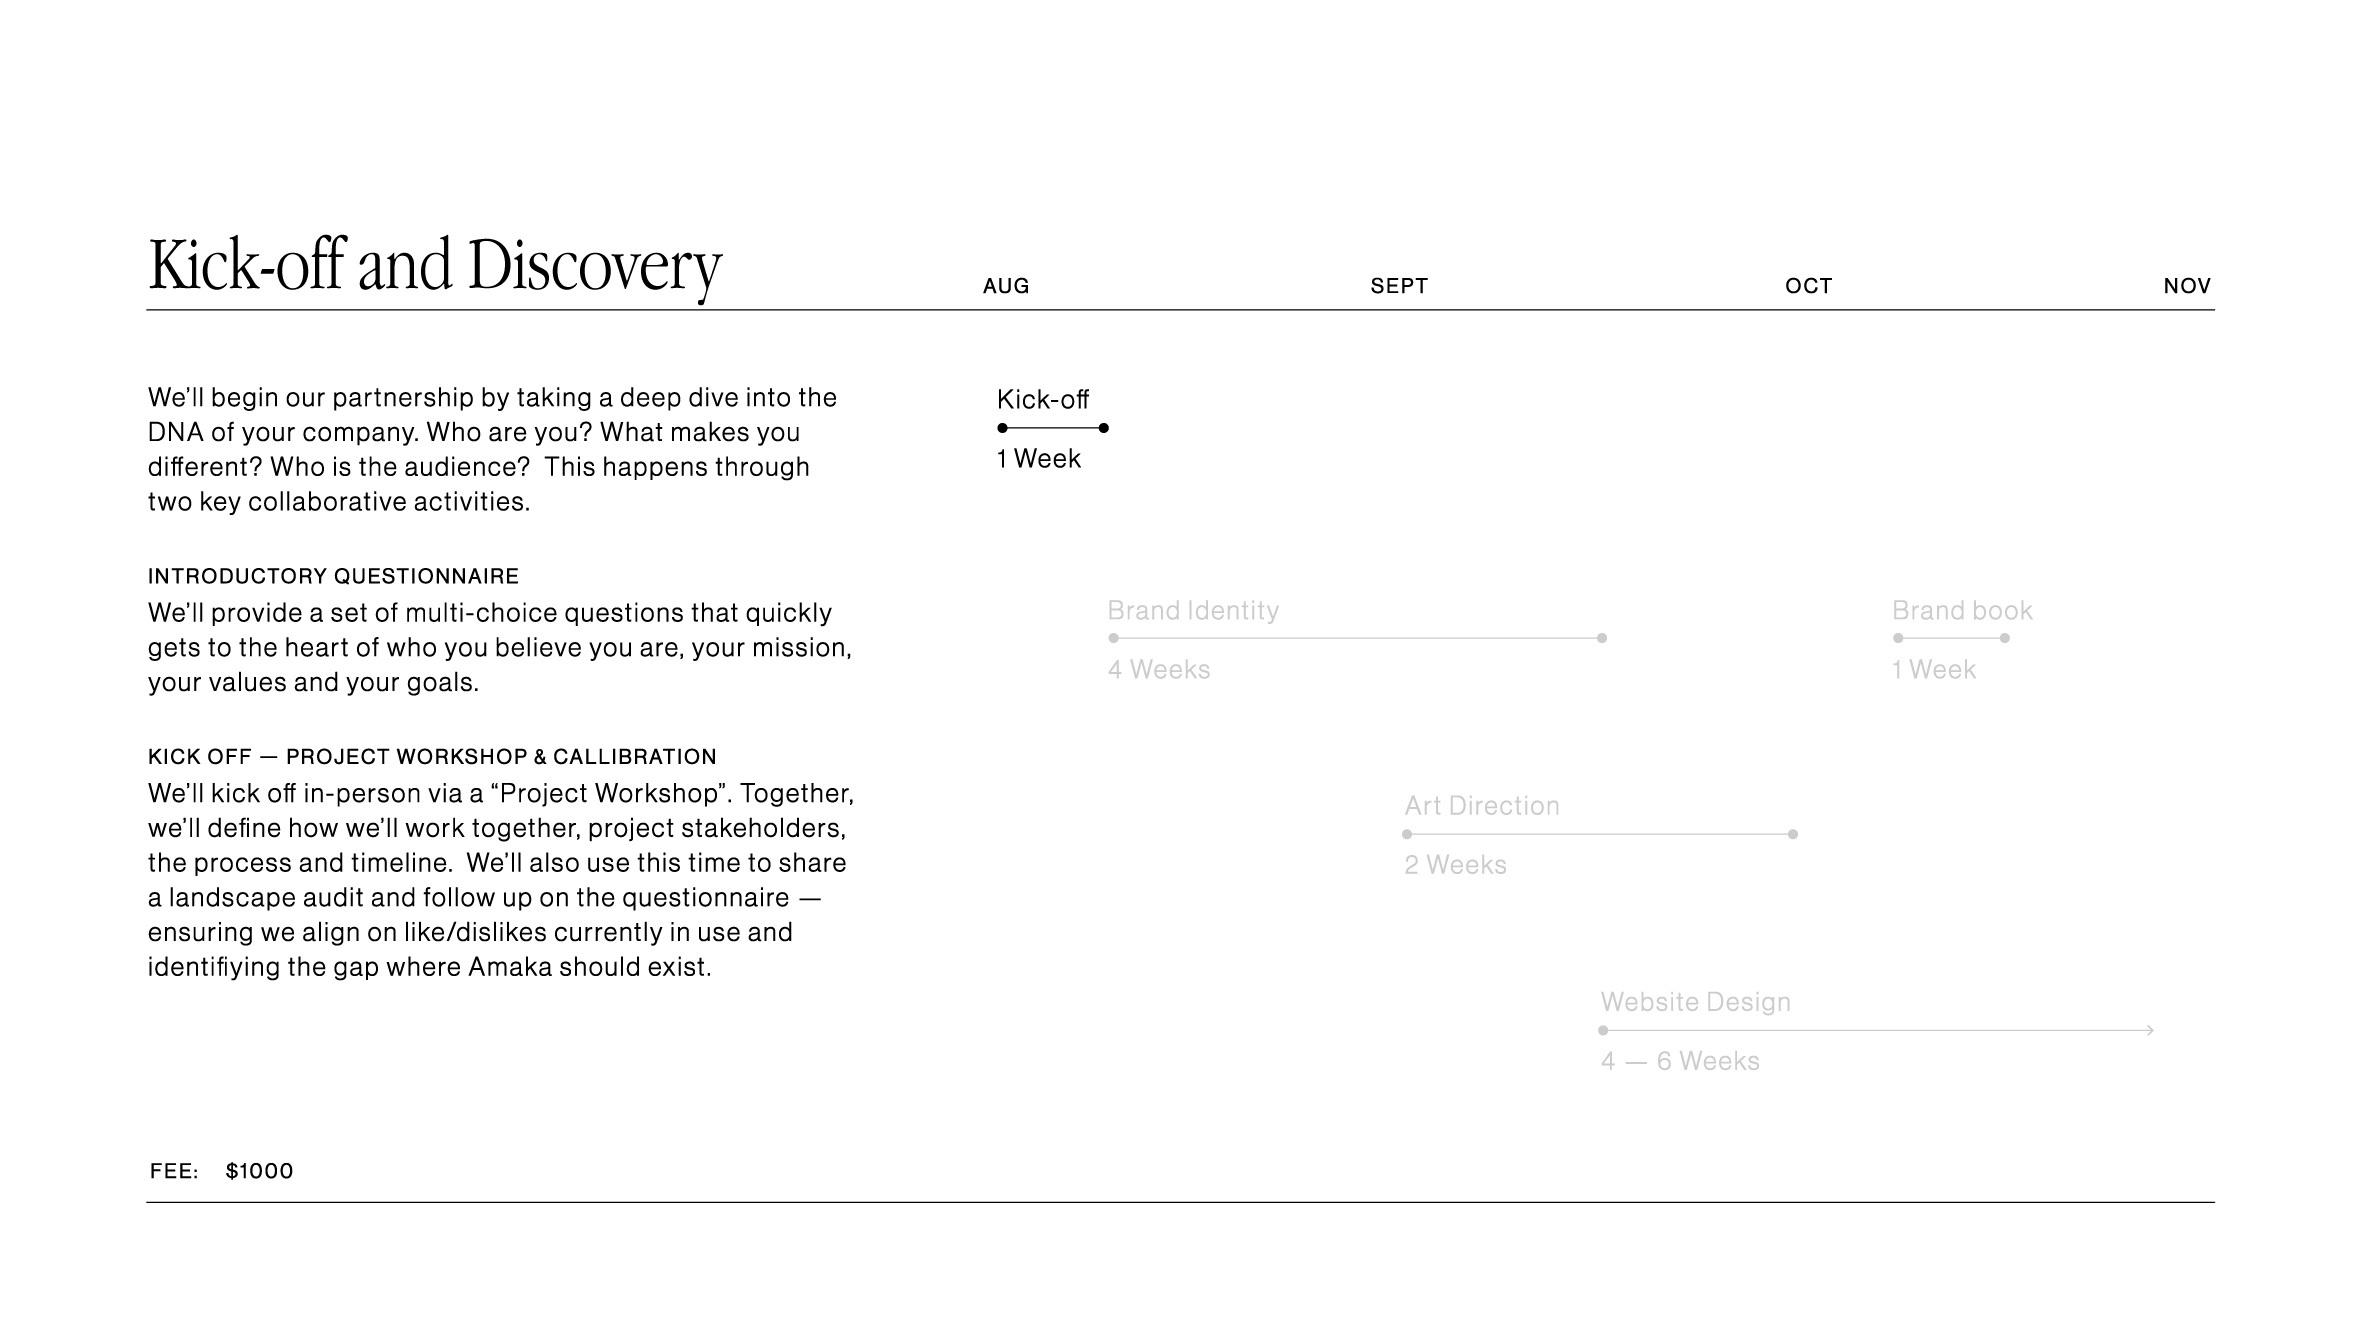 Kick-off and Discovery
AUG
SEPT
OCT
NOV
We’ll begin our partnership by taking a deep dive into the
DNA of your company. Who are you? What makes you
different? Who is the audience?  This happens through
two key collaborative activities.
INTRODUCTORY QUESTIONNAIRE
We’ll provide a set of multi-choice questions that quickly
gets to the heart of who you believe you are, your mission,
your values and your goals.
KICK OFF — PROJECT WORKSHOP & CALLIBRATION
We’ll kick off in-person via a “Project Workshop”. Together,
we’ll define how we’ll work together, project stakeholders,
the process and timeline.  We’ll also use this time to share
a landscape audit and follow up on the questionnaire —
ensuring we align on like/dislikes currently in use and
identifiying the gap where Amaka should exist.
FEE: $1000
Kick-off
1 Week
Brand Identity
4 Weeks
Brand book
1 Week
Art Direction
2 Weeks
Website Design
4 — 6 Weeks